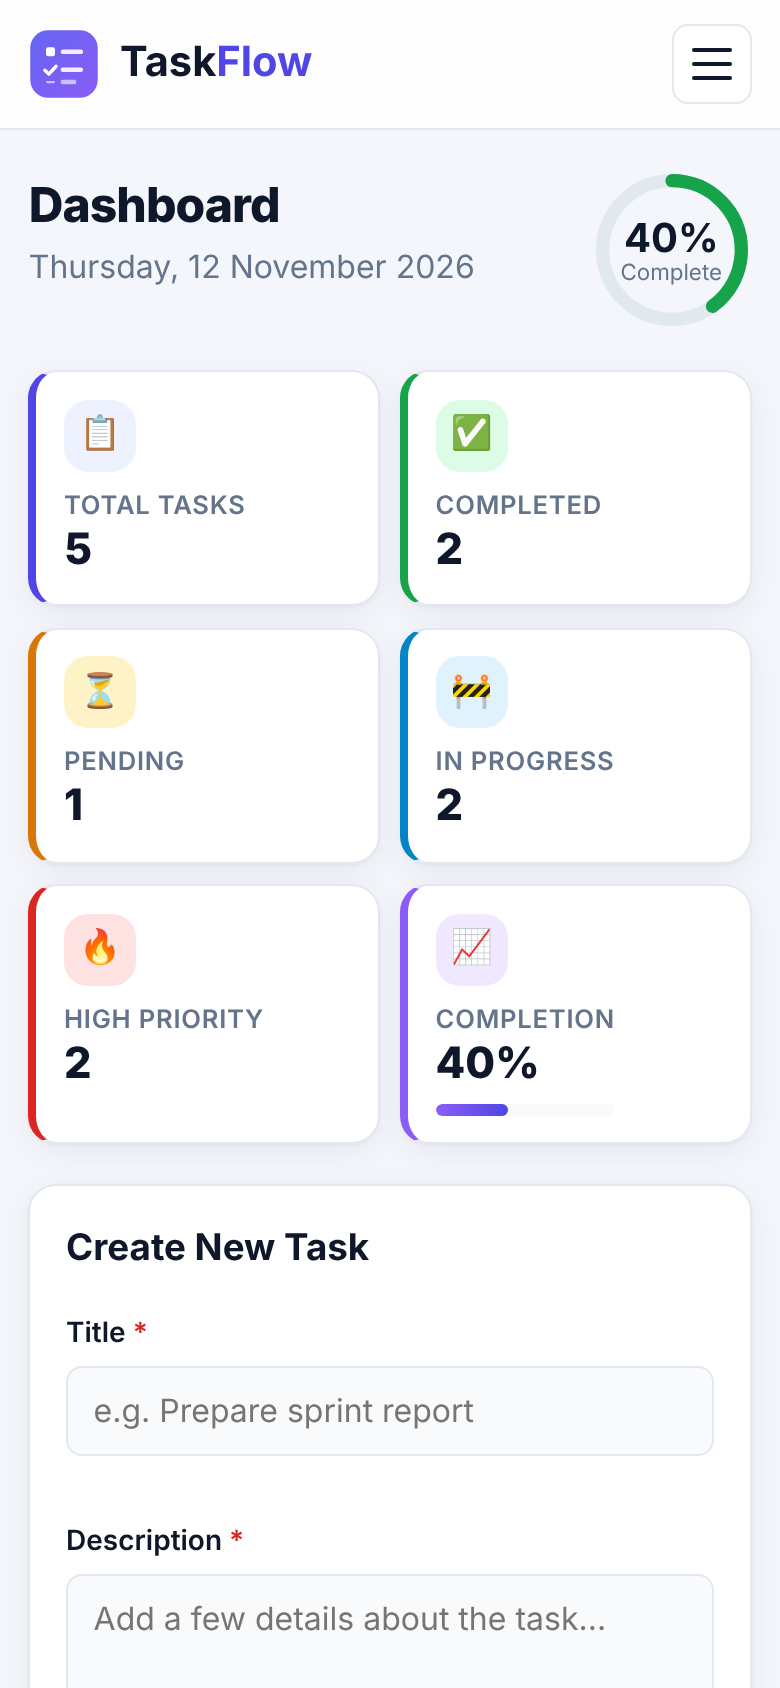 TaskFlow
Dashboard
Thursday, 12 November 2026
40%
Complete
TOTAL TASKS
5
COMPLETED
2
PENDING
1
IN PROGRESS
2
HIGH PRIORITY
2
COMPLETION
40%
Create New Task
Title *
e.g. Prepare sprint report
Description *
Add a few details about the task...